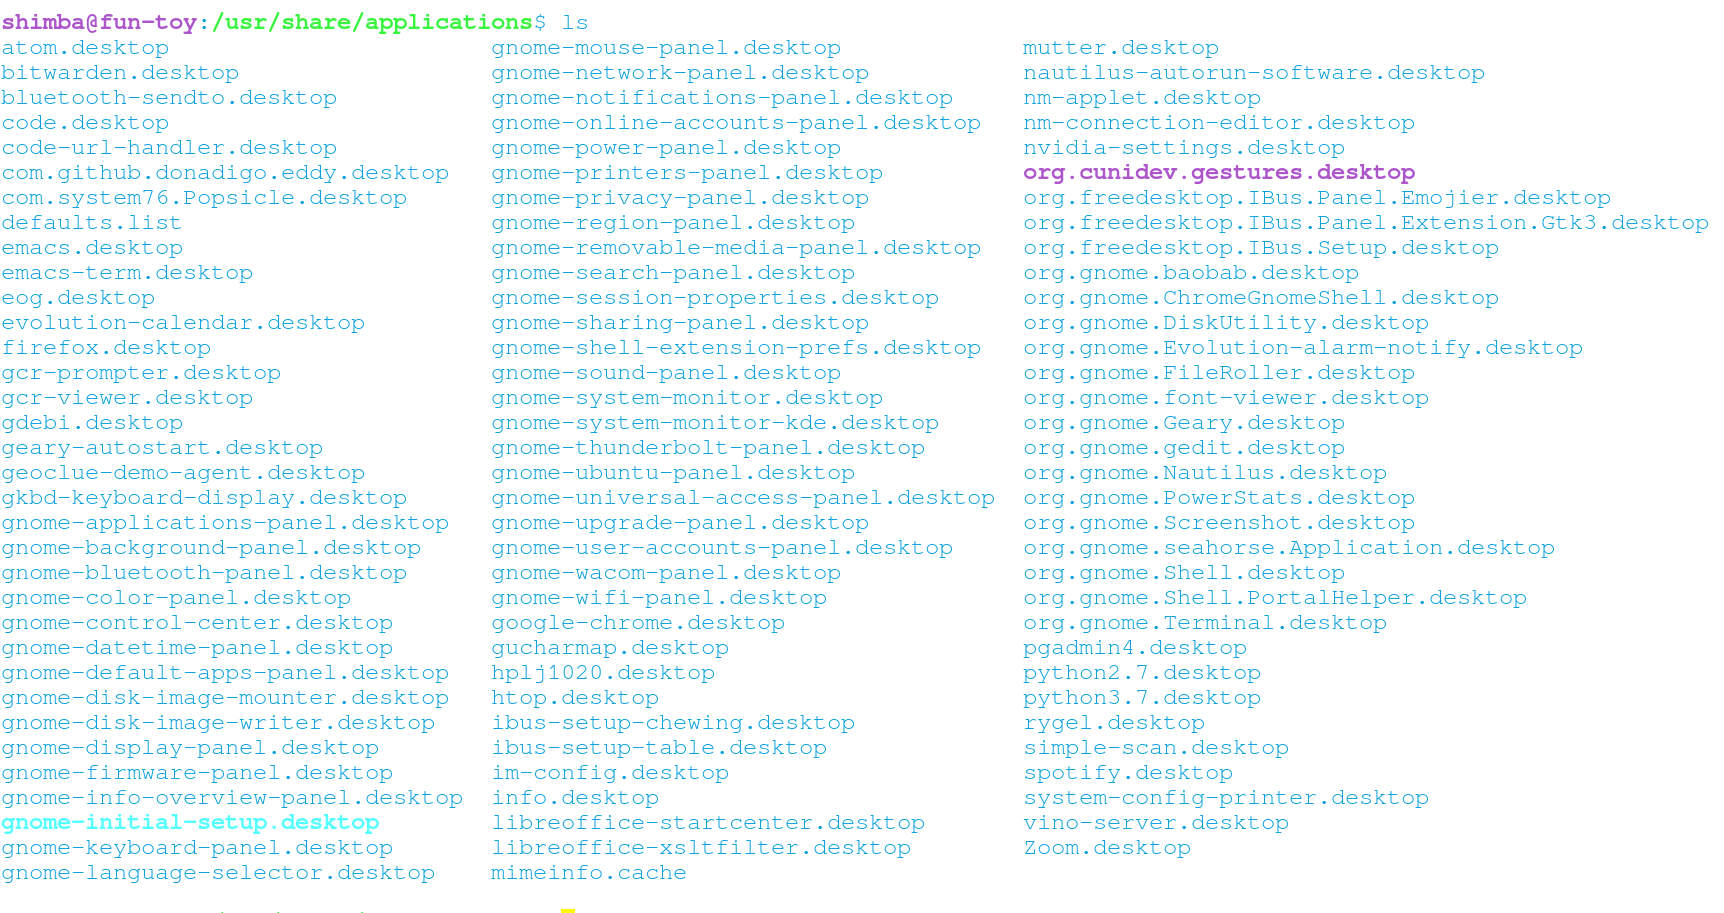 shimba@fun-toy:/usr/share/applications$ ls
atom.desktop gnome-mouse-panel.desktop mutter.desktop
bitwarden.desktop gnome-network-panel.desktop nautilus-autorun-software.desktop
bluetooth-sendto.desktop gnome-notifications-panel.desktop nm-applet.desktop
code.desktop gnome-online-accounts-panel.desktop nm-connection-editor.desktop
code-url-handler.desktop gnome-power-panel.desktop nvidia-settings.desktop
com.github.donadigo.eddy.desktop gnome-printers-panel.desktop org.cunidev.gestures.desktop
com.system76.Popsicle.desktop gnome-privacy-panel.desktop org.freedesktop.IBus.Panel.Emojier.desktop
defaults.list gnome-region-panel.desktop org.freedesktop.IBus.Panel.Extension.Gtk3.desktop
emacs.desktop gnome-removable-media-panel.desktop org.freedesktop.IBus.Setup.desktop
emacs-term.desktop gnome-search-panel.desktop org.gnome.baobab.desktop
eog.desktop gnome-session-properties.desktop org.gnome.ChromeGnomeShell.desktop
evolution-calendar.desktop gnome-sharing-panel.desktop org.gnome.DiskUtility.desktop
firefox.desktop gnome-shell-extension-prefs.desktop org.gnome.Evolution-alarm-notify.desktop
gcr-prompter.desktop gnome-sound-panel.desktop org.gnome.FileRoller.desktop
gcr-viewer.desktop gnome-system-monitor.desktop org.gnome.font-viewer.desktop
gdebi.desktop gnome-system-monitor-kde.desktop org.gnome.Geary.desktop
geary-autostart.desktop gnome-thunderbolt-panel.desktop org.gnome.gedit.desktop
geoclue-demo-agent.desktop gnome-ubuntu-panel.desktop org.gnome.Nautilus.desktop
gkbd-keyboard-display.desktop gnome-universal-access-panel.desktop org.gnome.PowerStats.desktop
gnome-applications-panel.desktop gnome-upgrade-panel.desktop org.gnome.Screenshot.desktop
gnome-background-panel.desktop gnome-user-accounts-panel.desktop org.gnome.seahorse.Application.desktop
gnome-bluetooth-panel.desktop gnome-wacom-panel.desktop org.gnome.Shell.desktop
gnome-color-panel.desktop gnome-wifi-panel.desktop org.gnome.Shell.PortalHelper.desktop
gnome-control-center.desktop google-chrome.desktop org.gnome.Terminal.desktop
gnome-datetime-panel.desktop gucharmap.desktop pgadmin4.desktop
gnome-default-apps-panel.desktop hplj1020.desktop python2.7.desktop
gnome-disk-image-mounter.desktop htop.desktop python3.7.desktop
gnome-disk-image-writer.desktop ibus-setup-chewing.desktop rygel.desktop
gnome-display-panel.desktop ibus-setup-table.desktop simple-scan.desktop
gnome-firmware-panel.desktop im-config.desktop spotify.desktop
gnome-info-overview-panel.desktop info.desktop system-config-printer.desktop
gnome-initial-setup.desktop libreoffice-startcenter.desktop vino-server.desktop
gnome-keyboard-panel.desktop libreoffice-xsltfilter.desktop Zoom.desktop
gnome-language-selector.desktop mimeinfo.cache